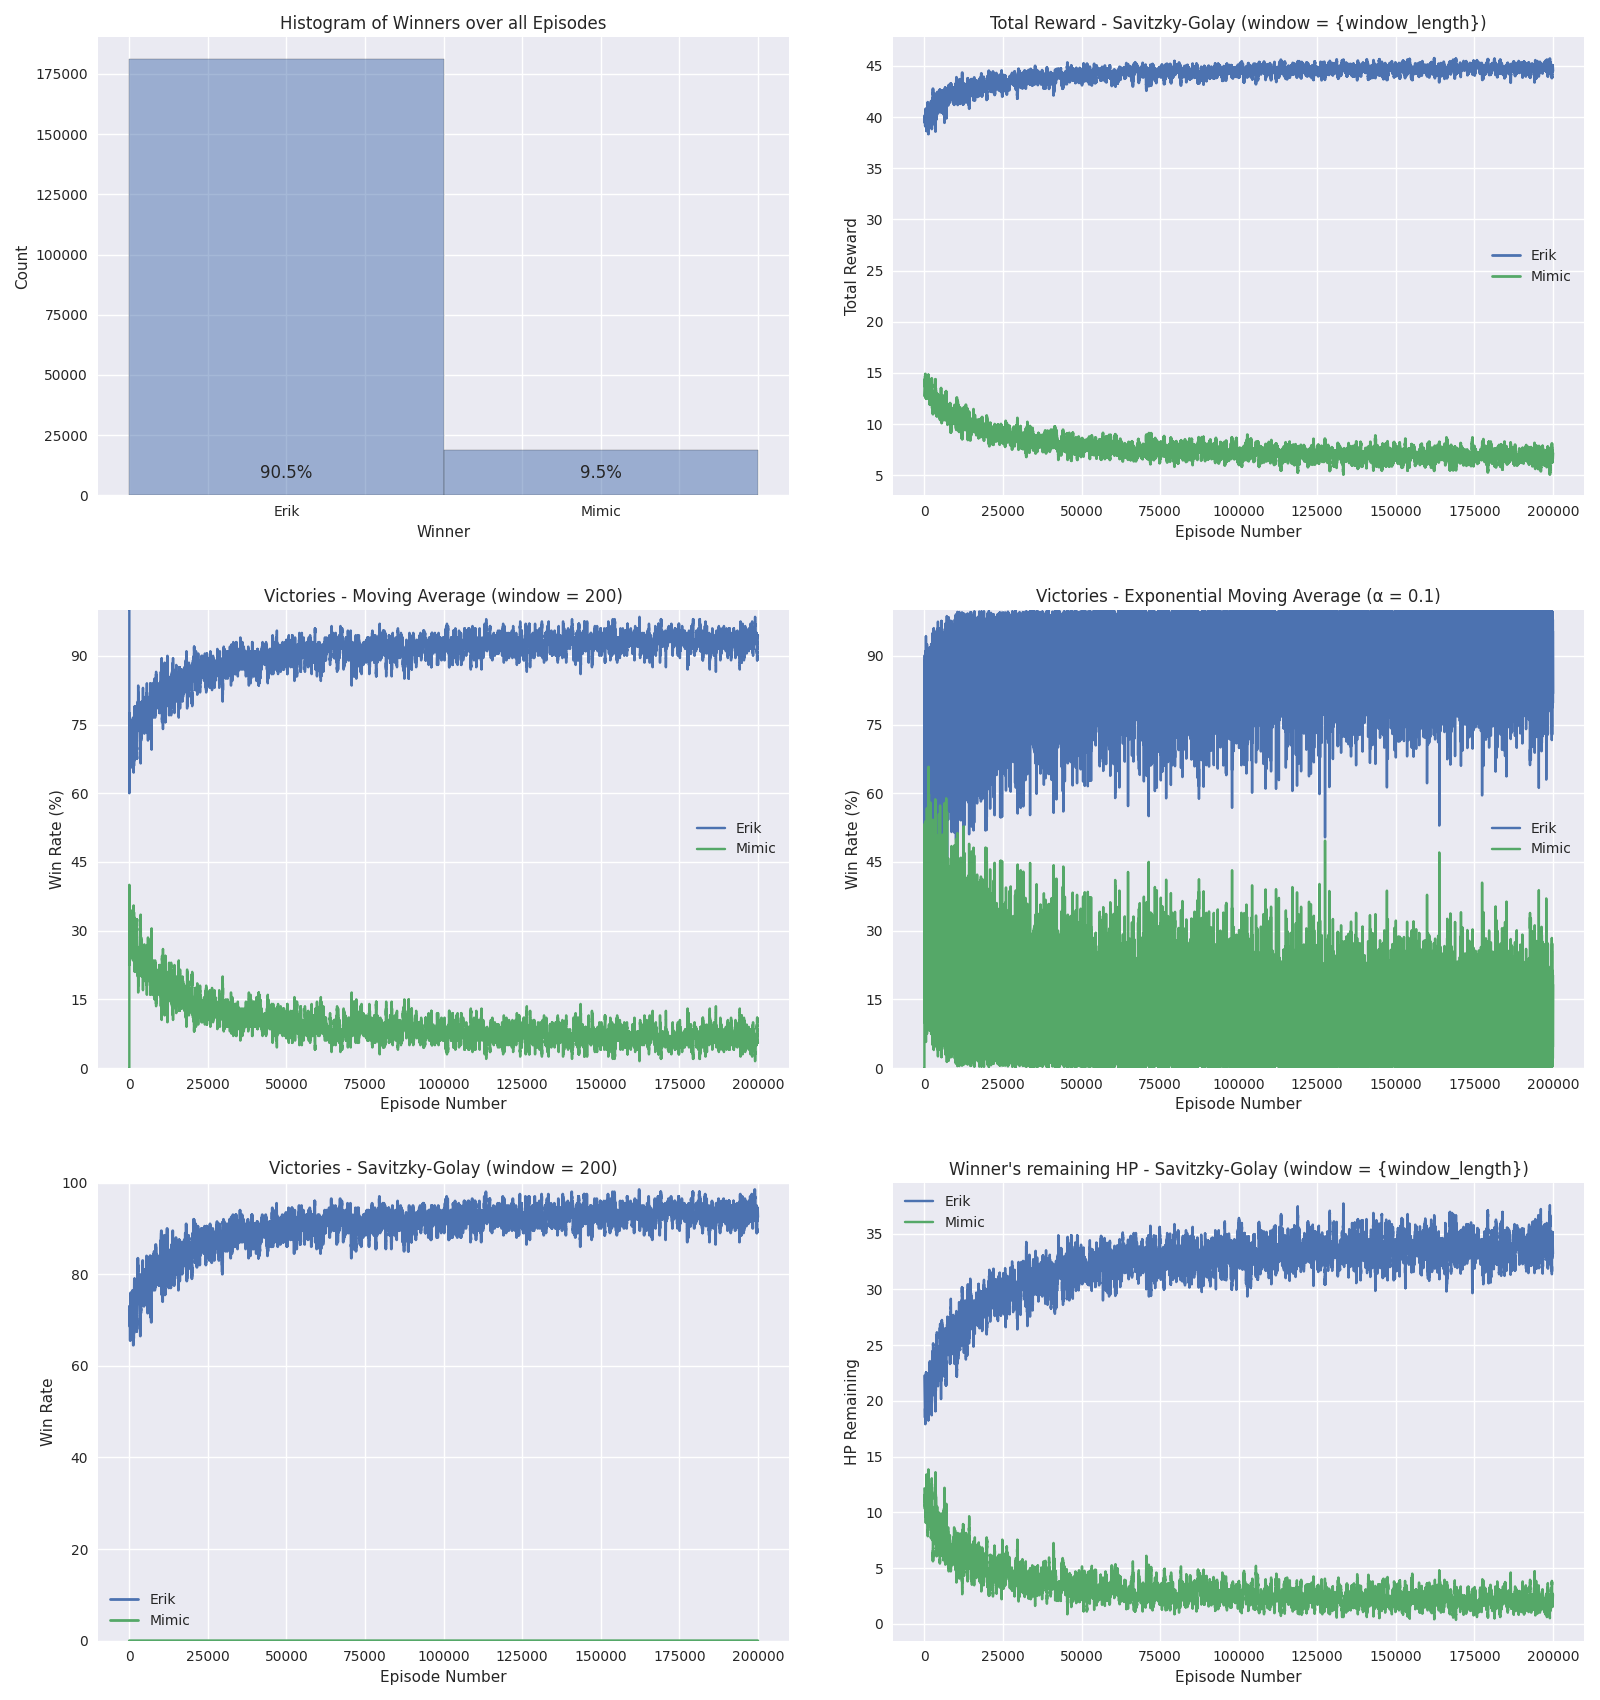 Histogram of Winners over all Episodes
175000
150000
125000
100000
75000
50000
25000
0
Count
90.5%
9.5%
Erik
Mimic
Winner
Total Reward - Savitzky-Golay (window = {window_length})
45
40
35
30
25
20
15
10
5
Total Reward
Erik
Mimic
0 25000 50000 75000 100000 125000 150000 175000 200000
Episode Number
Victories - Moving Average (window = 200)
90
75
60
45
30
15
0
Win Rate (%)
Erik
Mimic
0 25000 50000 75000 100000 125000 150000 175000 200000
Episode Number
Victories - Exponential Moving Average (α = 0.1)
90
75
60
45
30
15
0
Win Rate (%)
Erik
Mimic
0 25000 50000 75000 100000 125000 150000 175000 200000
Episode Number
Victories - Savitzky-Golay (window = 200)
100
80
60
40
20
0
Win Rate
Erik
Mimic
0 25000 50000 75000 100000 125000 150000 175000 200000
Episode Number
Winner's remaining HP - Savitzky-Golay (window = {window_length})
Erik
Mimic
35
30
25
20
15
10
5
0
HP Remaining
0 25000 50000 75000 100000 125000 150000 175000 200000
Episode Number